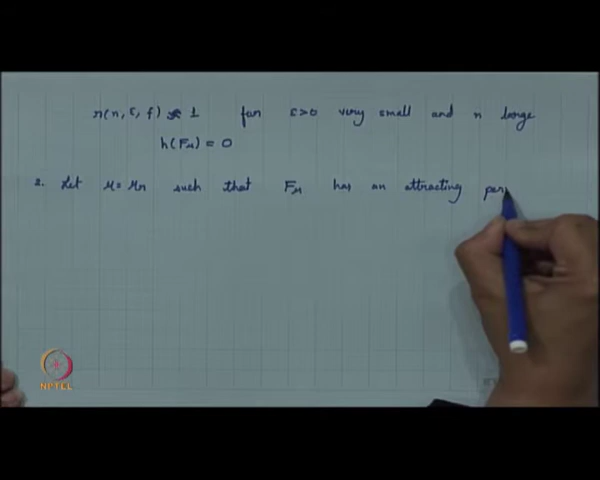 r(n, ε, f) 1 for ε>0 very small and n large
h(Fμ) = 0
2. Let μ = μn such that Fμ has an attracting per
NPTEL